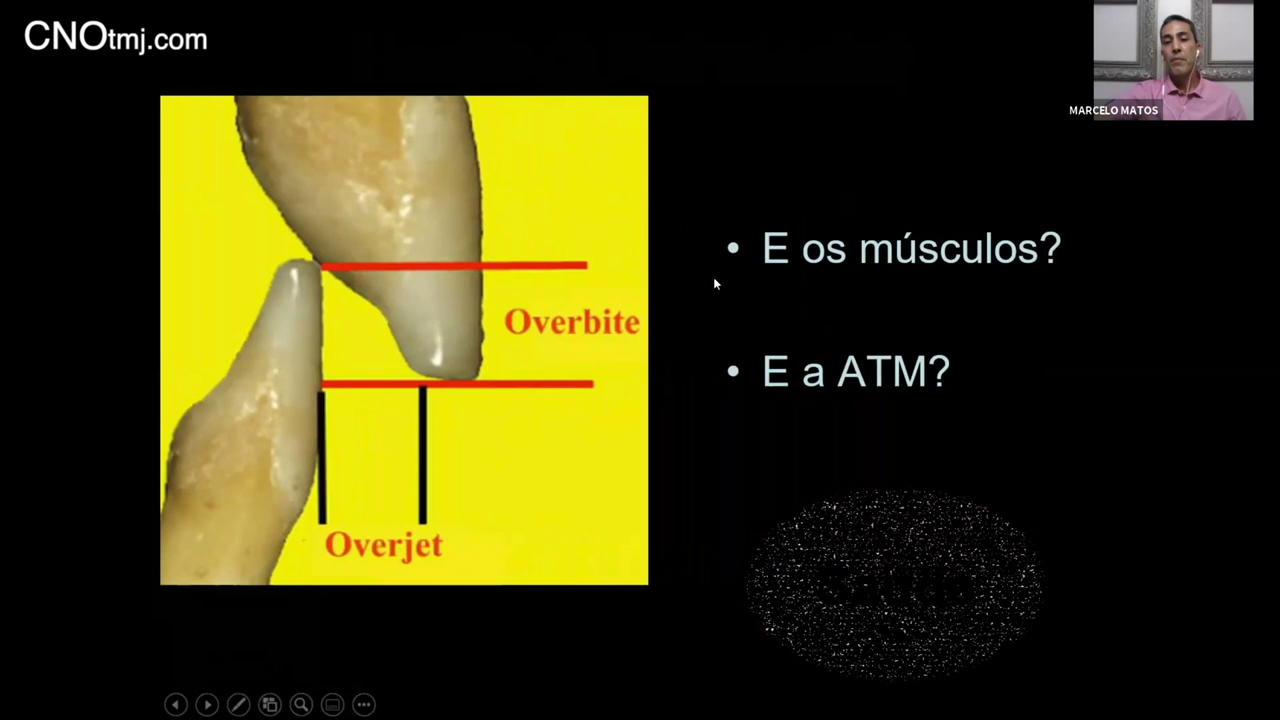 CNOtmj.com
MARCELO MATOS
• E os músculos?
Overbite
• E a ATM?
Overjet